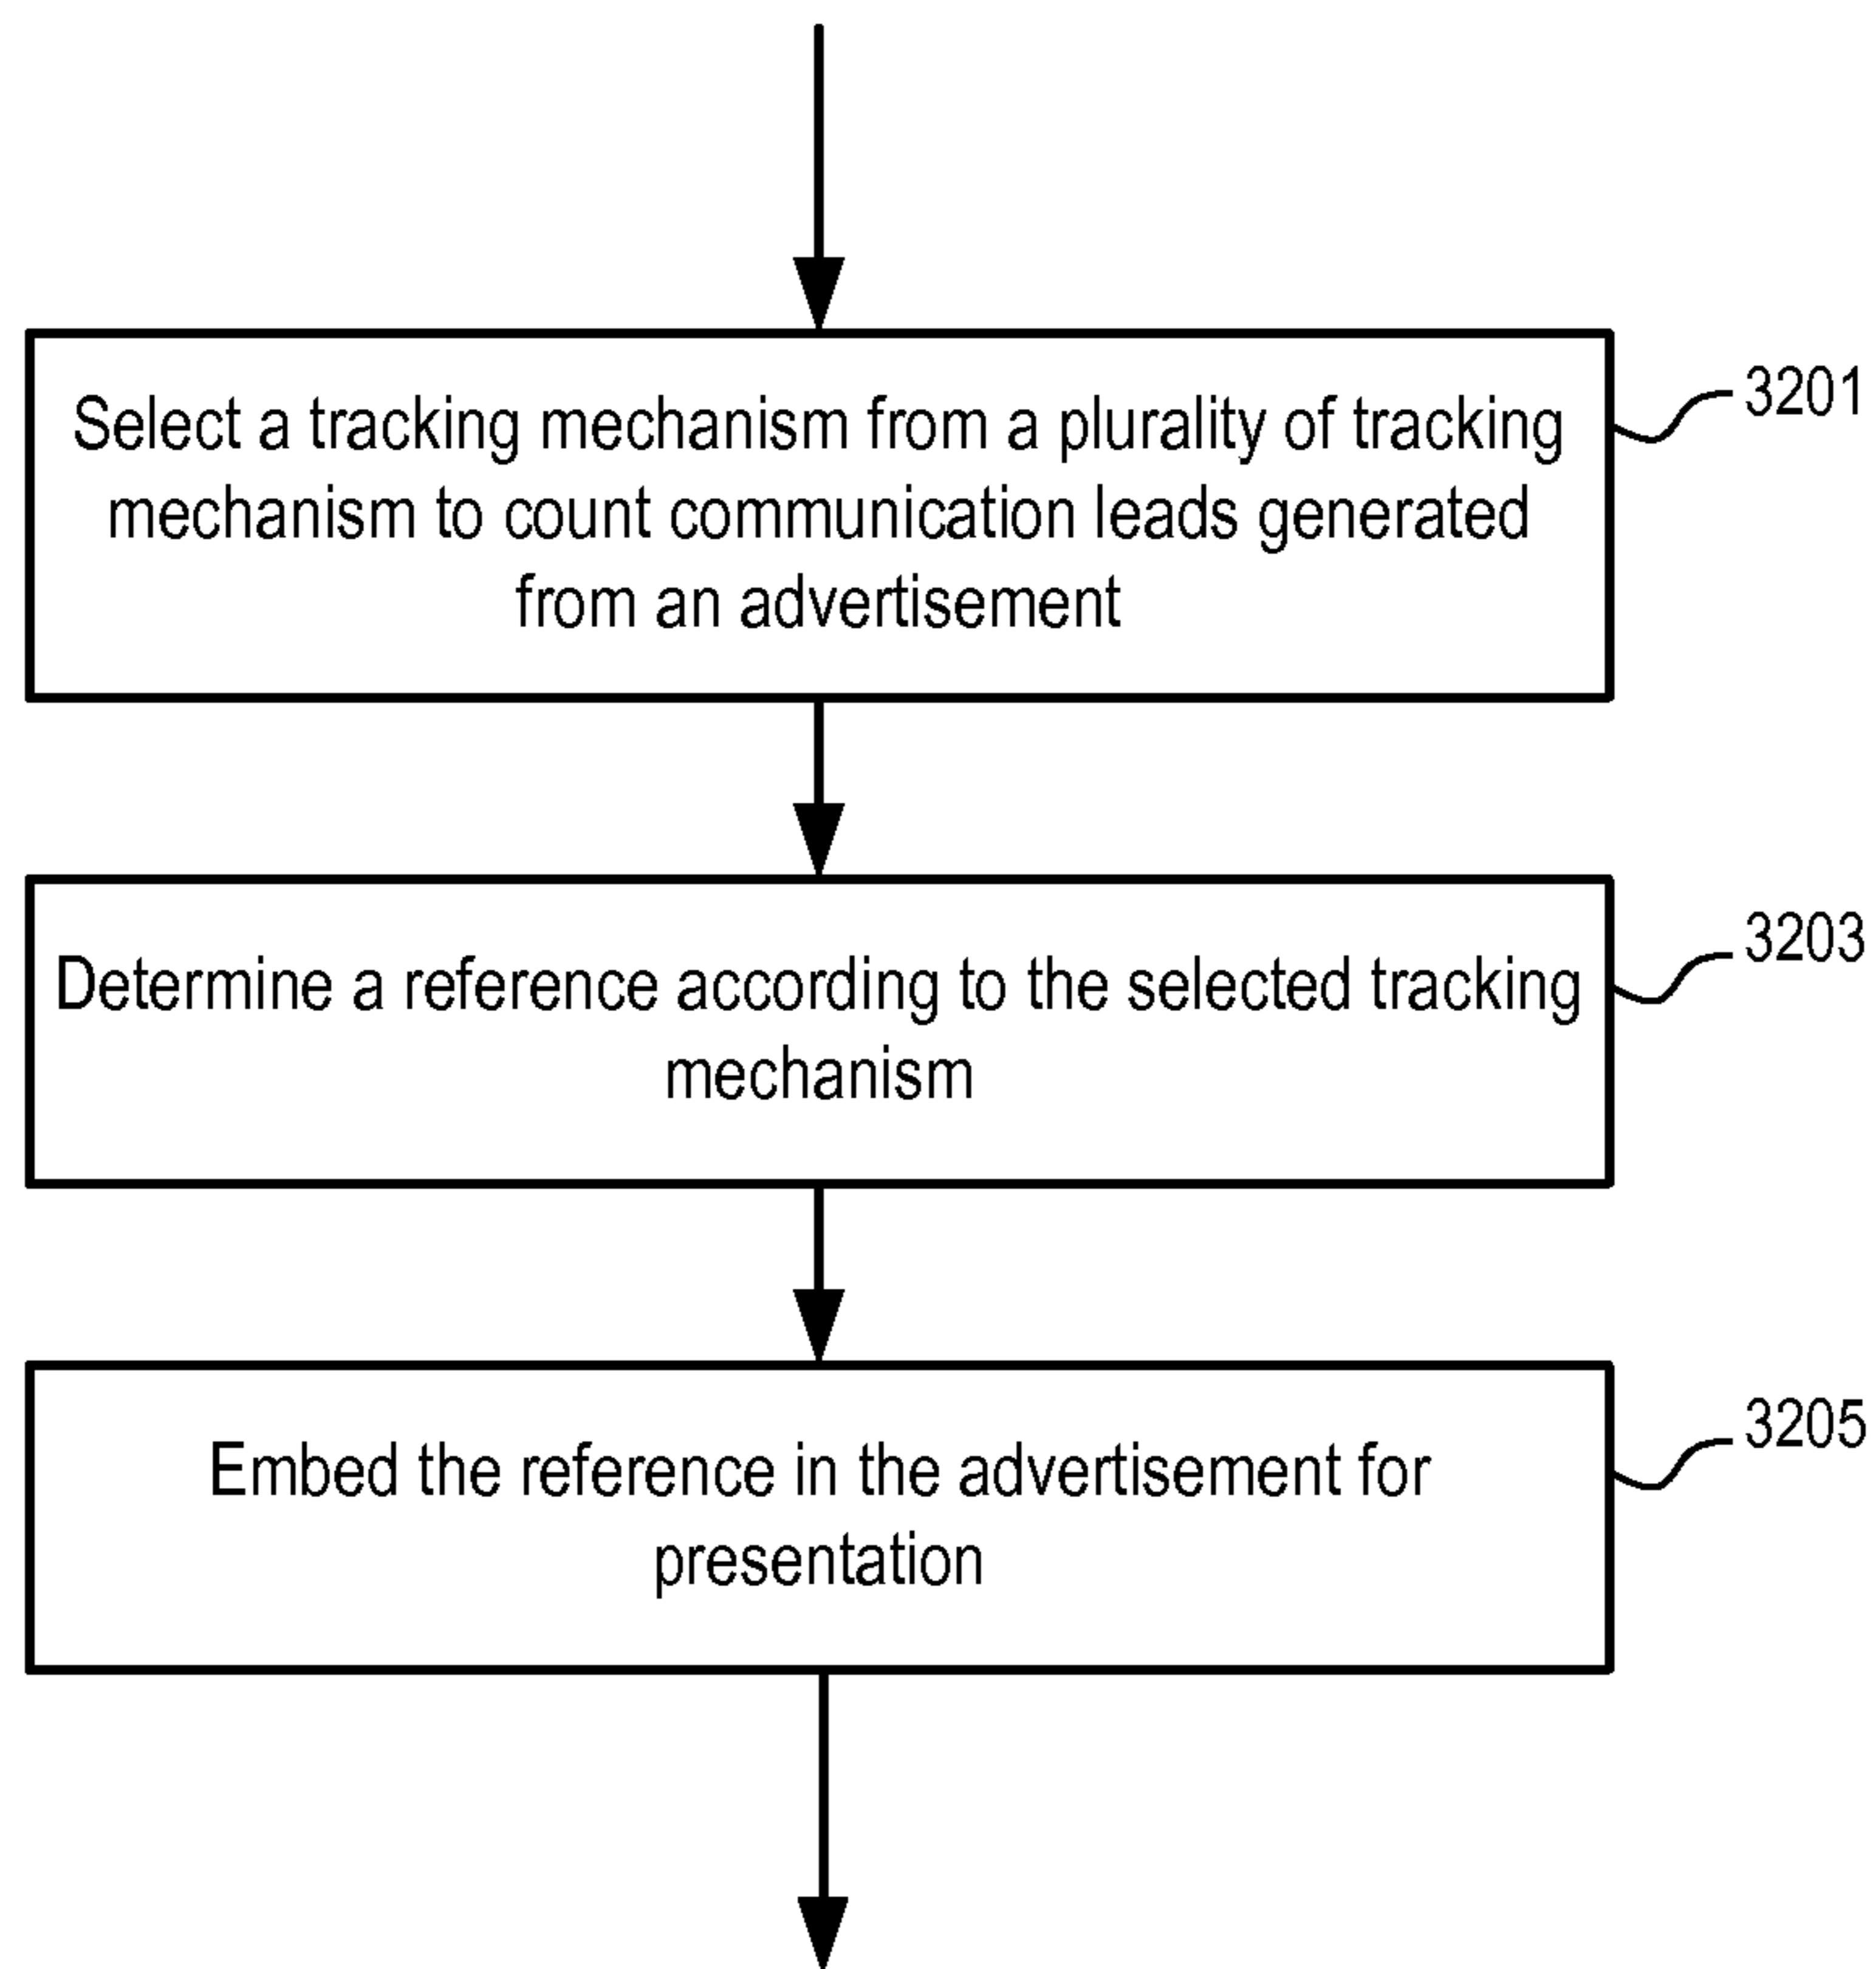 Select a tracking mechanism from a plurality of tracking
mechanism to count communication leads generated
from an advertisement
3201
Determine a reference according to the selected tracking
mechanism
3203
Embed the reference in the advertisement for
presentation
3205